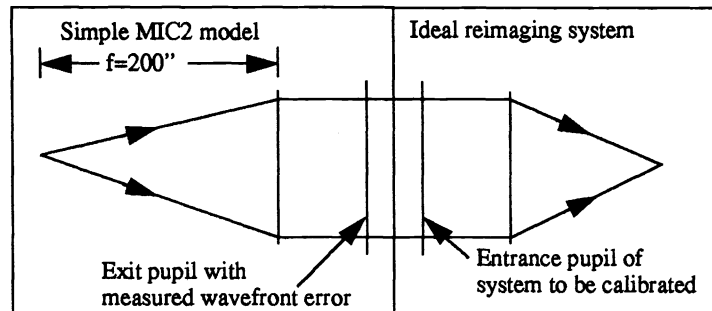 Simple MIC2 model
f=200"
Ideal reimaging system
Exit pupil with
measured wavefront error
Entrance pupil of
system to be calibrated